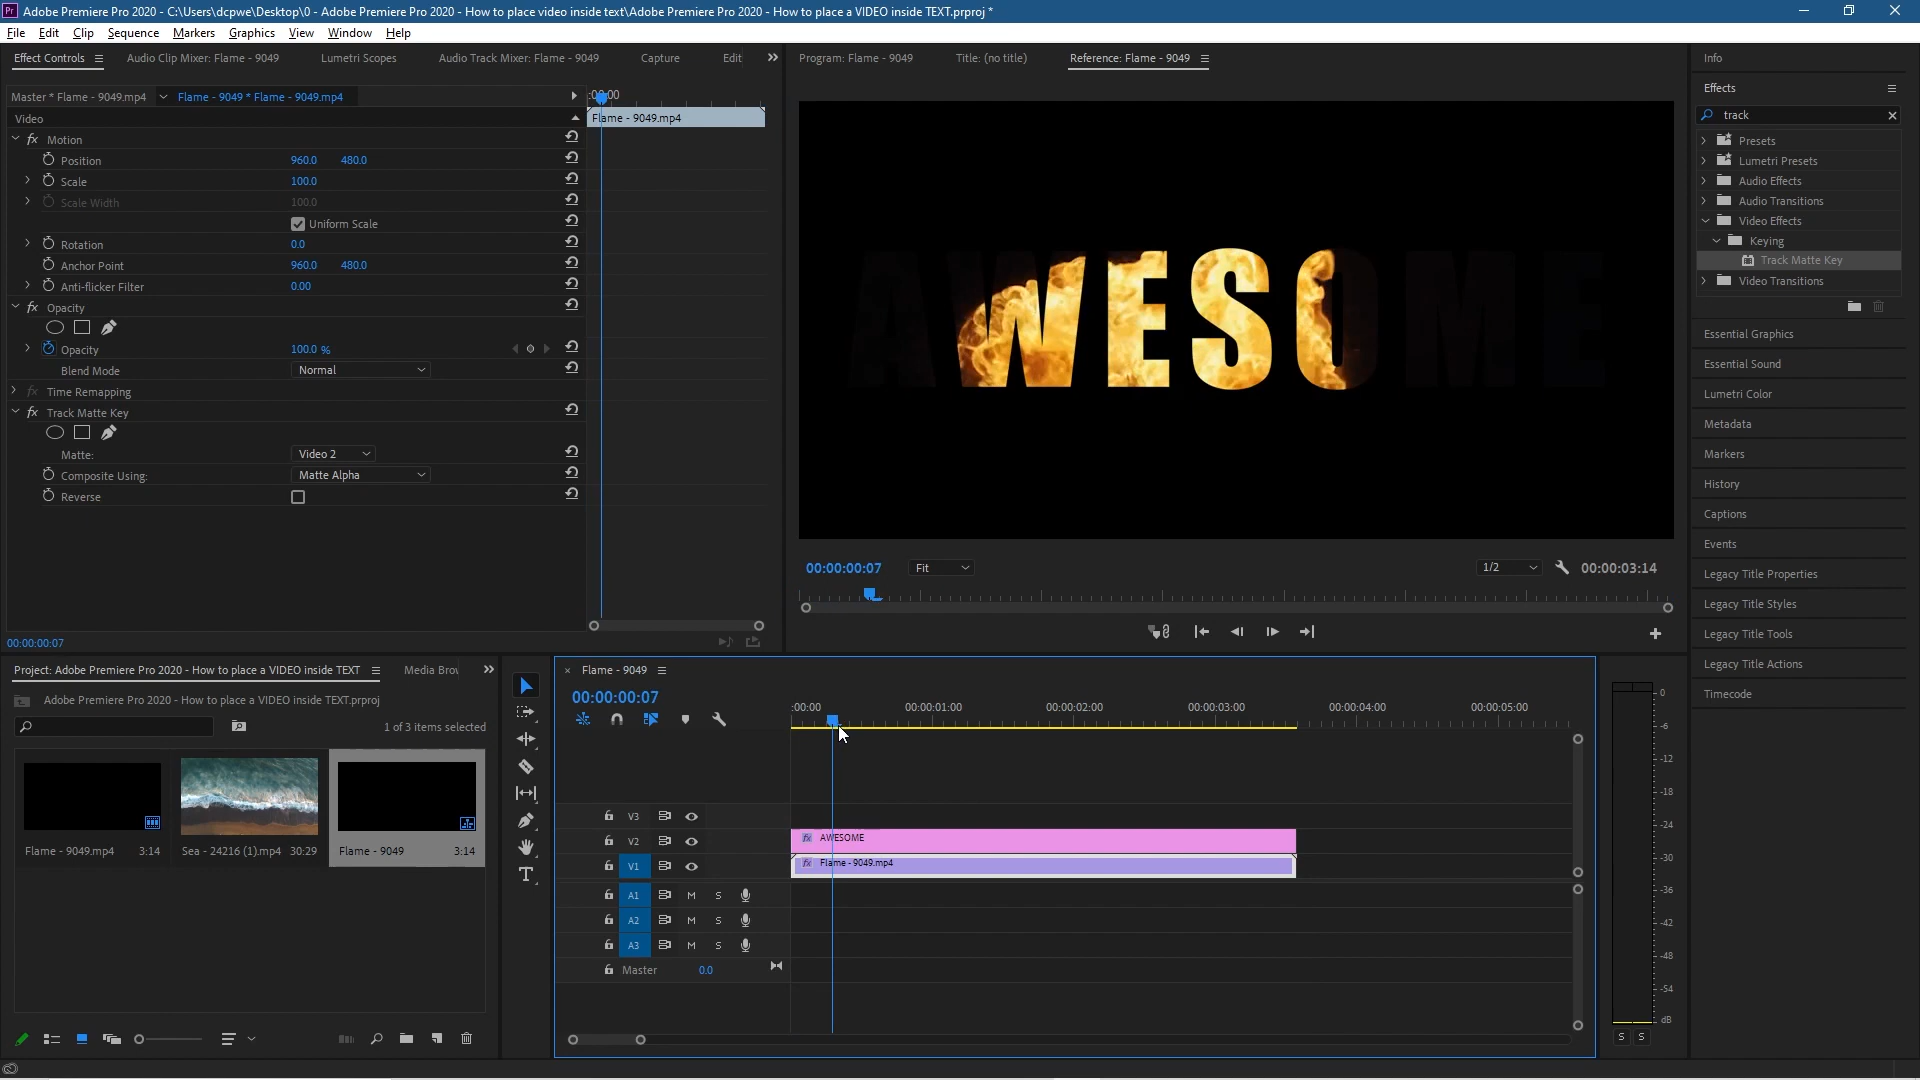 Pr Adobe Premiere Pro 2020 - C:\Users\dcpwe\Desktop\0 - Adobe Premiere Pro 2020 - How to place video inside text\Adobe Premiere Pro 2020 - How to place a VIDEO inside TEXT.prproj *
File Edit Clip Sequence Markers Graphics View Window Help
Effect Controls Audio Clip Mixer: Flame - 9049 Lumetri Scopes Audio Track Mixer: Flame - 9049 Capture Edit
Master * Flame - 9049.mp4 Flame - 9049 * Flame - 9049.mp4
:00:00
Video
Flame - 9049.mp4
fx Motion
Position 960.0 480.0
Scale 100.0
Scale Width 100.0
Uniform Scale
Rotation 0.0
Anchor Point 960.0 480.0
Anti-flicker Filter 0.00
fx Opacity
Opacity 100.0 %
Blend Mode Normal
fx Time Remapping
fx Track Matte Key
Matte: Video 2
Composite Using: Matte Alpha
Reverse
00:00:00:07
Program: Flame - 9049 Title: (no title) Reference: Flame - 9049
AWESOME
00:00:00:07 Fit 1/2 00:00:03:14
Info
Effects
track
Presets
Lumetri Presets
Audio Effects
Audio Transitions
Video Effects
Keying
Track Matte Key
Video Transitions
Essential Graphics
Essential Sound
Lumetri Color
Metadata
Markers
History
Captions
Events
Legacy Title Properties
Legacy Title Styles
Legacy Title Tools
Legacy Title Actions
Timecode
Project: Adobe Premiere Pro 2020 - How to place a VIDEO inside TEXT Media Brov
Adobe Premiere Pro 2020 - How to place a VIDEO inside TEXT.prproj
1 of 3 items selected
Flame - 9049.mp4 3:14 Sea - 24216 (1).mp4 30:29 Flame - 9049 3:14
T
× Flame - 9049
00:00:00:07
:00:00 00:00:01:00 00:00:02:00 00:00:03:00 00:00:04:00 00:00:05:00
V3
V2 fx AWESOME
V1 fx Flame - 9049.mp4
A1 M S
A2 M S
A3 M S
Master 0.0
0
-6
-12
-18
-24
-30
-36
-42
-48
-54
dB
S S